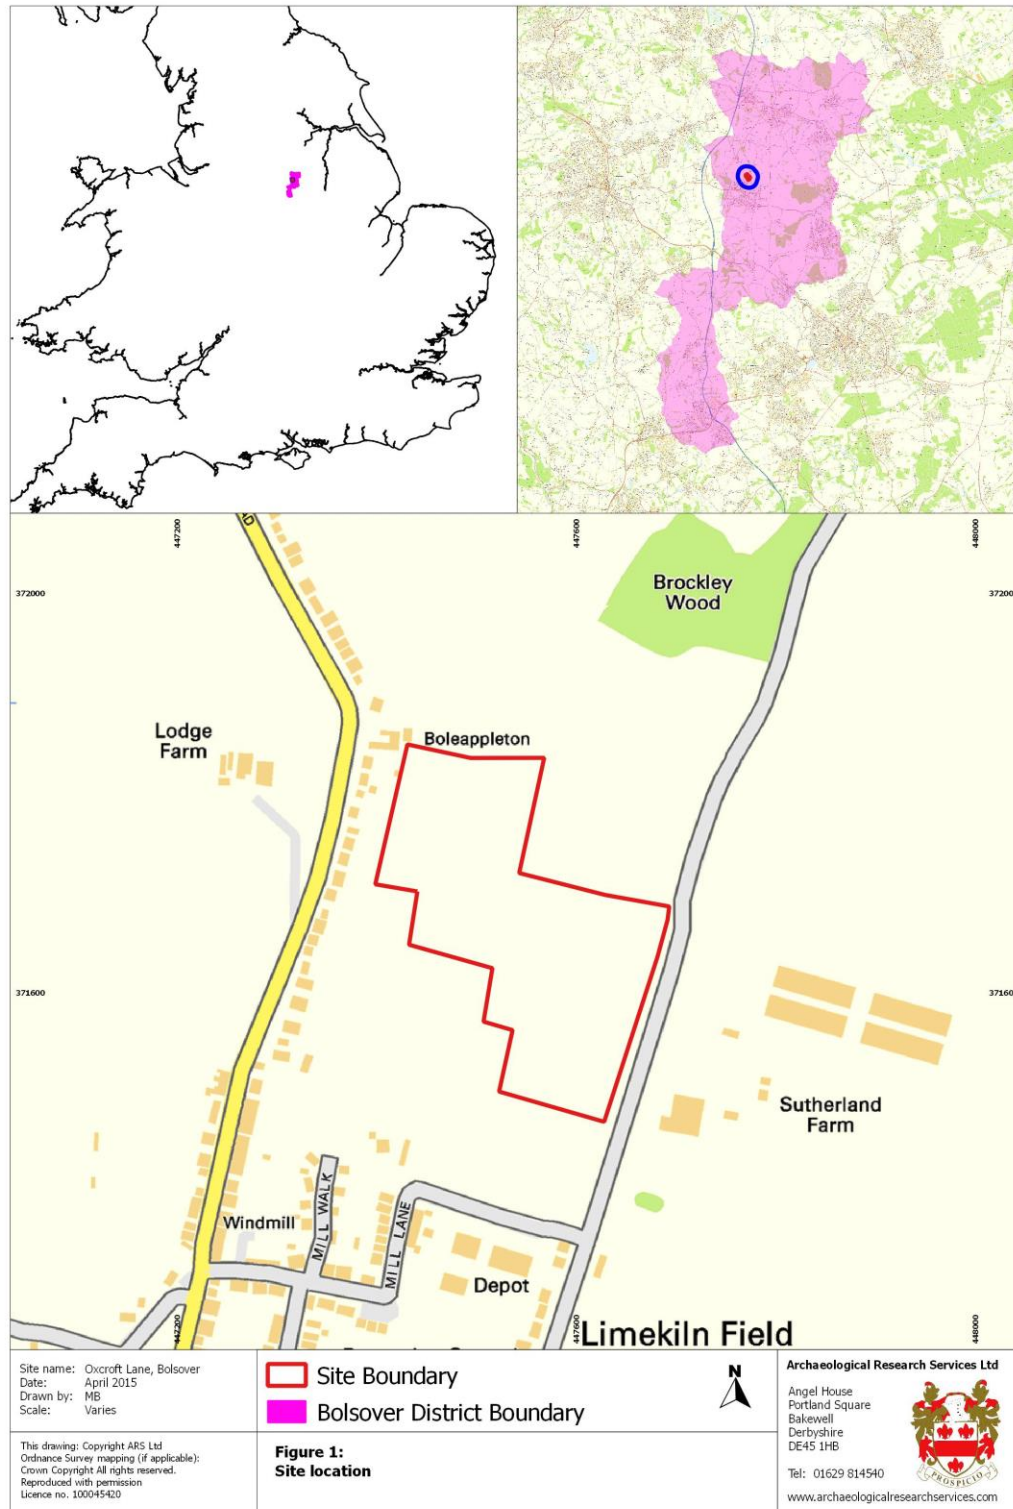 447200
447600
448000
AD
372000
37200
Brockley
Wood
Lodge
Farm
Boleappleton
371600
37160
Sutherland
Farm
MILL WALK
MILL LANE
Windmill
Depot
447200
447600
448000
Limekiln Field
Site name: Oxcroft Lane, Bolsover
Date: April 2015
Drawn by: MB
Scale: Varies
This drawing: Copyright ARS Ltd
Ordnance Survey mapping (if applicable):
Crown Copyright All rights reserved.
Reproduced with permission
Licence no. 100045420
Site Boundary
Bolsover District Boundary
N
Figure 1:
Site location
Archaeological Research Services Ltd
Angel House
Portland Square
Bakewell
Derbyshire
DE45 1HB
Tel: 01629 814540
PROSPICIO
www.archaeologicalresearchservices.com